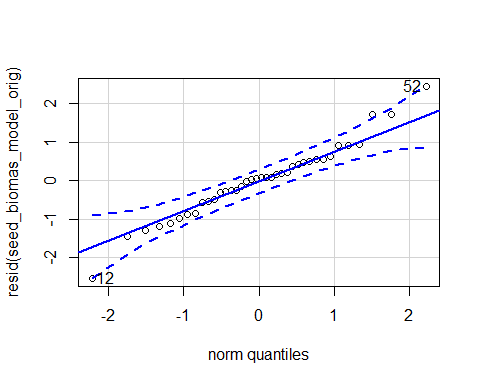 resid(seed_biomas_model_orig)
2
1
0
-1
-2
52
12
-2 -1 0 1 2
norm quantiles